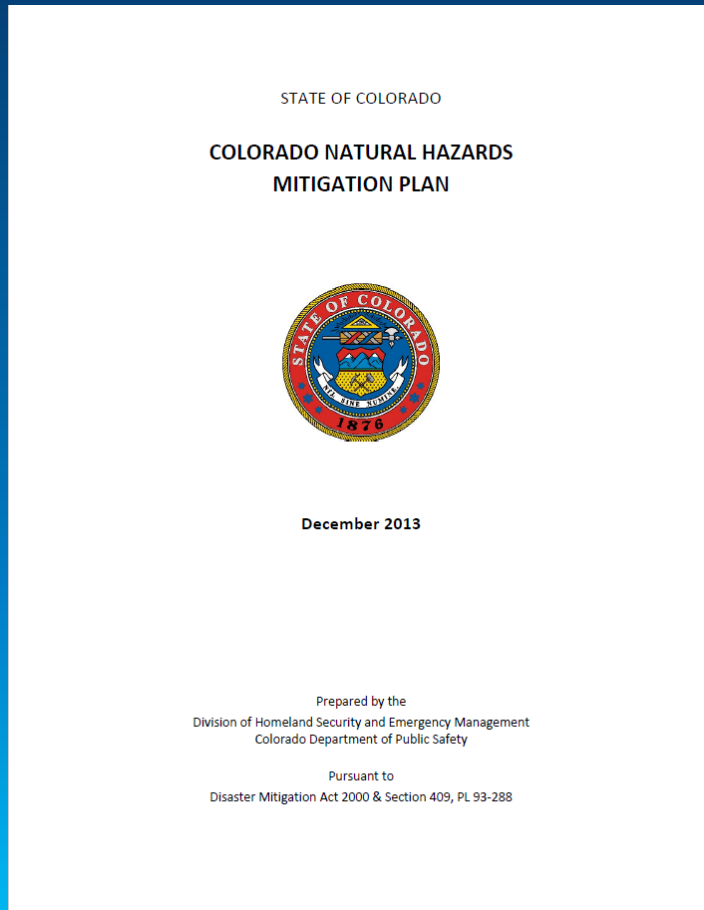 STATE OF COLORADO
COLORADO NATURAL HAZARDS
MITIGATION PLAN
STATE OF COLORADO
NIL SINE NUMINE
1876
December 2013
Prepared by the
Division of Homeland Security and Emergency Management
Colorado Department of Public Safety
Pursuant to
Disaster Mitigation Act 2000 & Section 409, PL 93-288